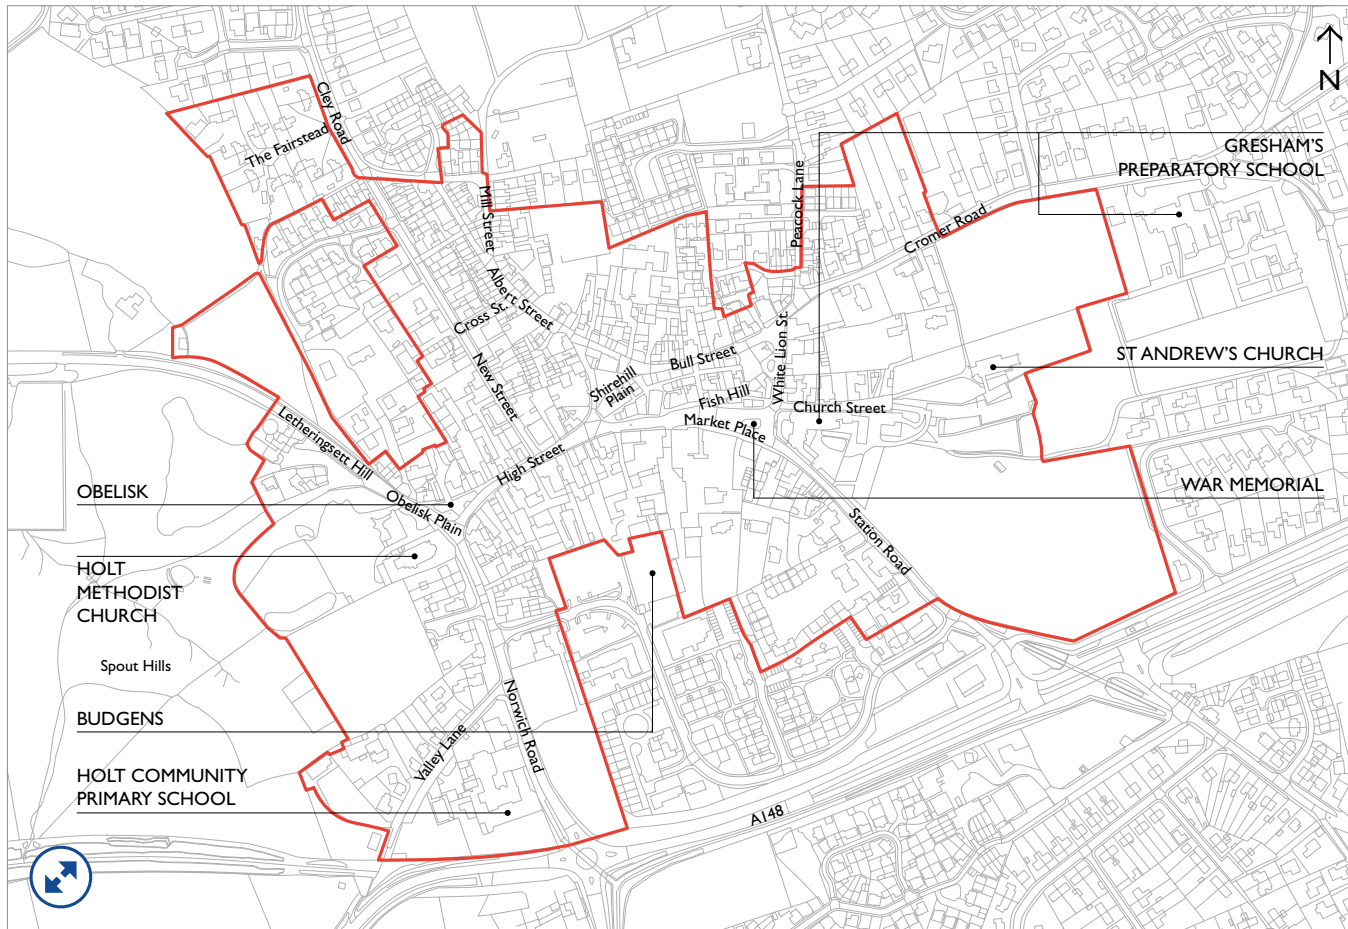 N
Cley Road
The Fairstead
GRESHAM'S
PREPARATORY SCHOOL
Mill Street
Peacock Lane
Cromer Road
Albert Street
Cross St.
White Lion St.
Bull Street
ST ANDREW'S CHURCH
New Street
Shirehill
Plain
Fish Hill
Church Street
Market Place
Letheringsett Hill
High Street
OBELISK
Obelisk Plain
WAR MEMORIAL
Station Road
HOLT
METHODIST
CHURCH
Spout Hills
BUDGENS
Norwich Road
Valley Lane
HOLT COMMUNITY
PRIMARY SCHOOL
A148